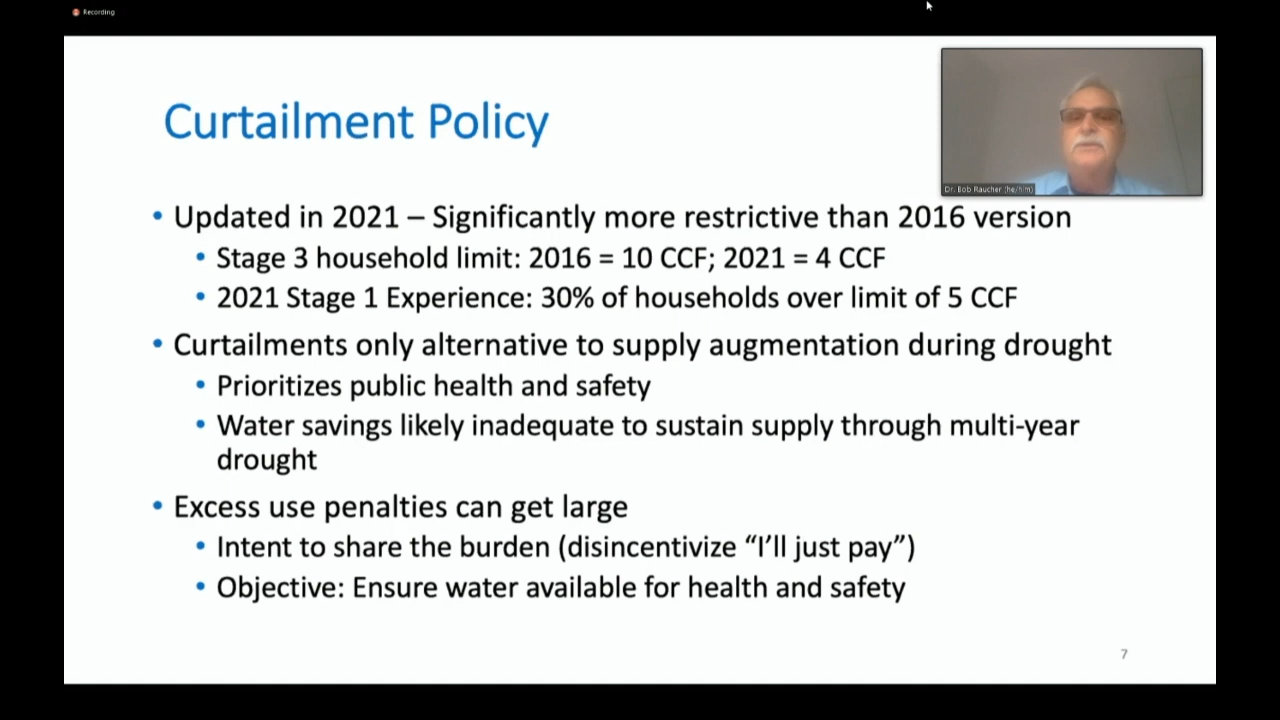 Recording
Curtailment Policy
Dr. Bob Raucher (he/him)
• Updated in 2021 – Significantly more restrictive than 2016 version
• Stage 3 household limit: 2016 = 10 CCF; 2021 = 4 CCF
• 2021 Stage 1 Experience: 30% of households over limit of 5 CCF
• Curtailments only alternative to supply augmentation during drought
• Prioritizes public health and safety
• Water savings likely inadequate to sustain supply through multi-year
drought
• Excess use penalties can get large
• Intent to share the burden (disincentivize “I’ll just pay”)
• Objective: Ensure water available for health and safety
7